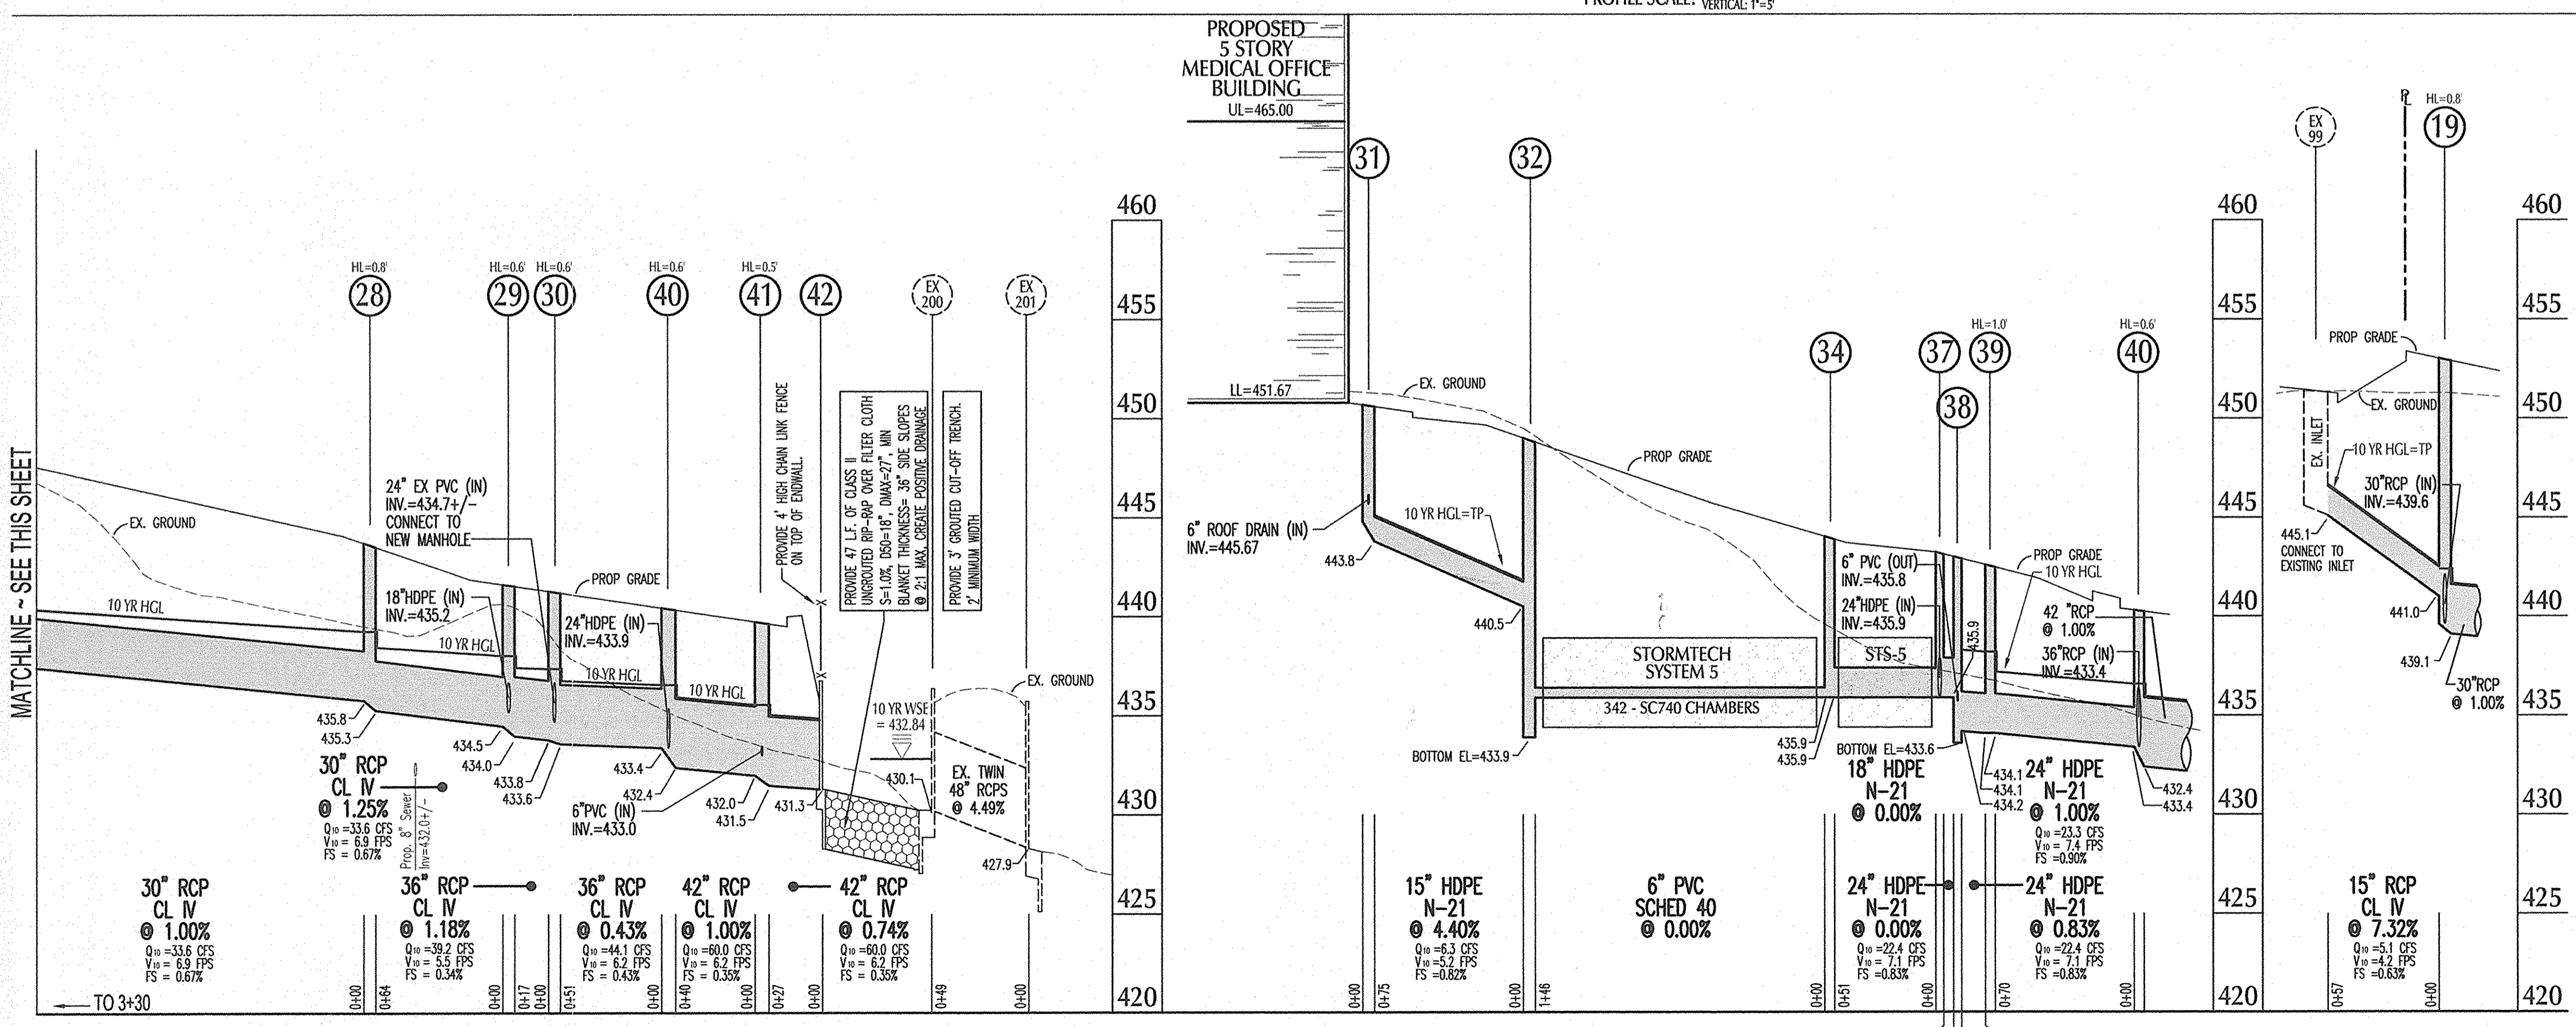 PROFILE SCALE: VERTICAL: 1"=5'
PROPOSED
5 STORY
MEDICAL OFFICE
BUILDING
UL=465.00
LL=451.67
MATCHLINE ~ SEE THIS SHEET
EX. GROUND
10 YR HGL
HL=0.8'
28
HL=0.6'
29
HL=0.6'
30
HL=0.6'
40
HL=0.5'
41
42
EX
200
EX
201
24" EX PVC (IN)
INV.=434.7+/-
CONNECT TO
NEW MANHOLE
18"HDPE (IN)
INV.=435.2
PROP GRADE
24"HDPE (IN)
INV.=433.9
10 YR HGL
10 YR HGL
10 YR HGL
PROVIDE 4' HIGH CHAIN LINK FENCE
ON TOP OF ENDWALL.
X
X
PROVIDE 47 L.F. OF CLASS II
UNGROUTED RIP-RAP OVER FILTER CLOTH
S=1.0%, D50=18", DMAX=27", MIN
BLANKET THICKNESS= 36" SIDE SLOPES
@ 2:1 MAX. CREATE POSITIVE DRAINAGE
PROVIDE 3' GROUTED CUT-OFF TRENCH.
2' MINIMUM WIDTH
10 YR WSE
= 432.84
EX. GROUND
EX. TWIN
48" RCPS
@ 4.49%
435.8
435.3
434.5
434.0
433.8
433.6
433.4
432.4
432.0
431.5
431.3
430.1
427.9
6"PVC (IN)
INV.=433.0
30" RCP
CL IV
@ 1.25%
Q10 =33.6 CFS
V10 = 6.9 FPS
FS = 0.67%
Prop. 8" Sewer
Inv=432.0+/-
30" RCP
CL IV
@ 1.00%
Q10 =33.6 CFS
V10 = 6.9 FPS
FS = 0.67%
36" RCP
CL IV
@ 1.18%
Q10 =39.2 CFS
V10 = 5.5 FPS
FS = 0.34%
36" RCP
CL IV
@ 0.43%
Q10 =44.1 CFS
V10 = 6.2 FPS
FS = 0.43%
42" RCP
CL IV
@ 1.00%
Q10 =60.0 CFS
V10 = 6.2 FPS
FS = 0.35%
42" RCP
CL IV
@ 0.74%
Q10 =60.0 CFS
V10 = 6.2 FPS
FS = 0.35%
TO 3+30
0+00
0+64
0+00
0+17
0+00
0+51
0+00
0+40
0+00
0+27
0+00
0+49
0+00
460
455
450
445
440
435
430
425
420
31
32
34
37
38
HL=1.0'
39
HL=0.6'
40
EX. GROUND
PROP GRADE
6" ROOF DRAIN (IN)
INV.=445.67
443.8
10 YR HGL=TP
440.5
BOTTOM EL=433.9
STORMTECH
SYSTEM 5
342 - SC740 CHAMBERS
STS-5
6" PVC (OUT)
INV.=435.8
24"HDPE (IN)
INV.=435.9
435.9
PROP GRADE
10 YR HGL
42 "RCP
@ 1.00%
36"RCP (IN)
INV.=433.4
435.9
435.9
BOTTOM EL=433.6
434.1
434.1
434.2
432.4
433.4
18" HDPE
N-21
@ 0.00%
24" HDPE
N-21
@ 1.00%
Q10 =23.3 CFS
V10 = 7.4 FPS
FS =0.90%
15" HDPE
N-21
@ 4.40%
Q10 =6.3 CFS
V10 =5.2 FPS
FS =0.82%
6" PVC
SCHED 40
@ 0.00%
24" HDPE
N-21
@ 0.00%
Q10 =22.4 CFS
V10 = 7.1 FPS
FS =0.83%
24" HDPE
N-21
@ 0.83%
Q10 =22.4 CFS
V10 = 7.1 FPS
FS =0.83%
0+00
0+75
0+00
1+46
0+00
0+51
0+00
0+70
0+00
460
455
450
445
440
435
430
425
420
EX
99
PL
HL=0.8'
19
PROP GRADE
EX. GROUND
EX. INLET
10 YR HGL=TP
30"RCP (IN)
INV.=439.6
445.1
CONNECT TO
EXISTING INLET
441.0
439.1
30"RCP
@ 1.00%
15" RCP
CL IV
@ 7.32%
Q10 =5.1 CFS
V10 =4.2 FPS
FS =0.63%
0+57
0+00
460
455
450
445
440
435
430
425
420